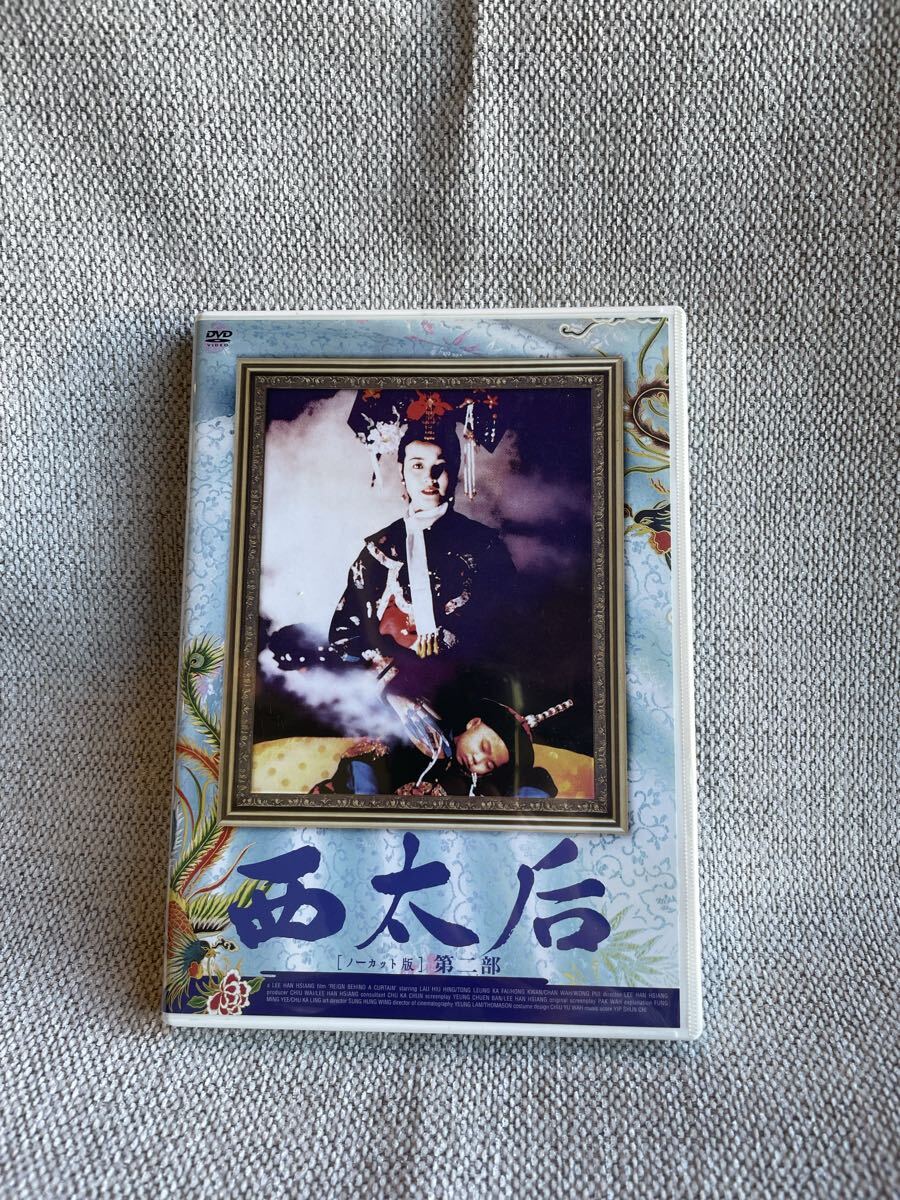 DVD
VIDEO
西太后
[ノーカット版] 第二部
a LEE HAN HSIANG film "REIGN BEHIND A CURTAIN" starring LAU HIU HING/TONG LEUNG KA FAI/HONG KWAN/CHAN WAH/WONG PUI director LEE HAN HSIANG
producer CHIU WAI/LEE HAN HSIANG consultant CHU KA CHUN screenplay YEUNG CHUEN BAN/LEE HAN HSIANG original screenplay PAK WAH explanation FUNG
MING YEE/CHU KA LING art director SUNG HUNG WING director of cinematography YEUNG LAM/THOMASON costume design CHIU YU WAH music score YIP SHUN CHI